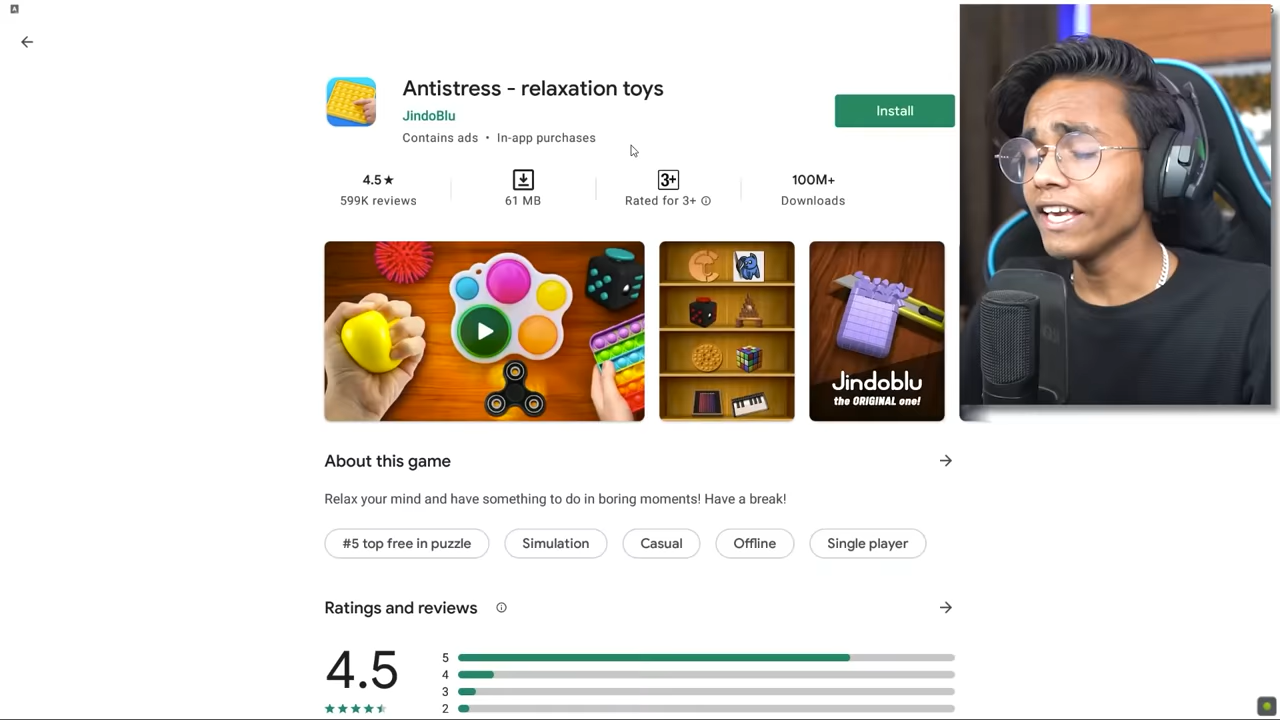 Antistress - relaxation toys
JindoBlu
Contains ads • In-app purchases
Install
4.5★
599K reviews
61 MB
3+
Rated for 3+
100M+
Downloads
Jindoblu
the ORIGINAL one!
About this game
Relax your mind and have something to do in boring moments! Have a break!
#5 top free in puzzle
Simulation
Casual
Offline
Single player
Ratings and reviews
4.5
5
4
3
2